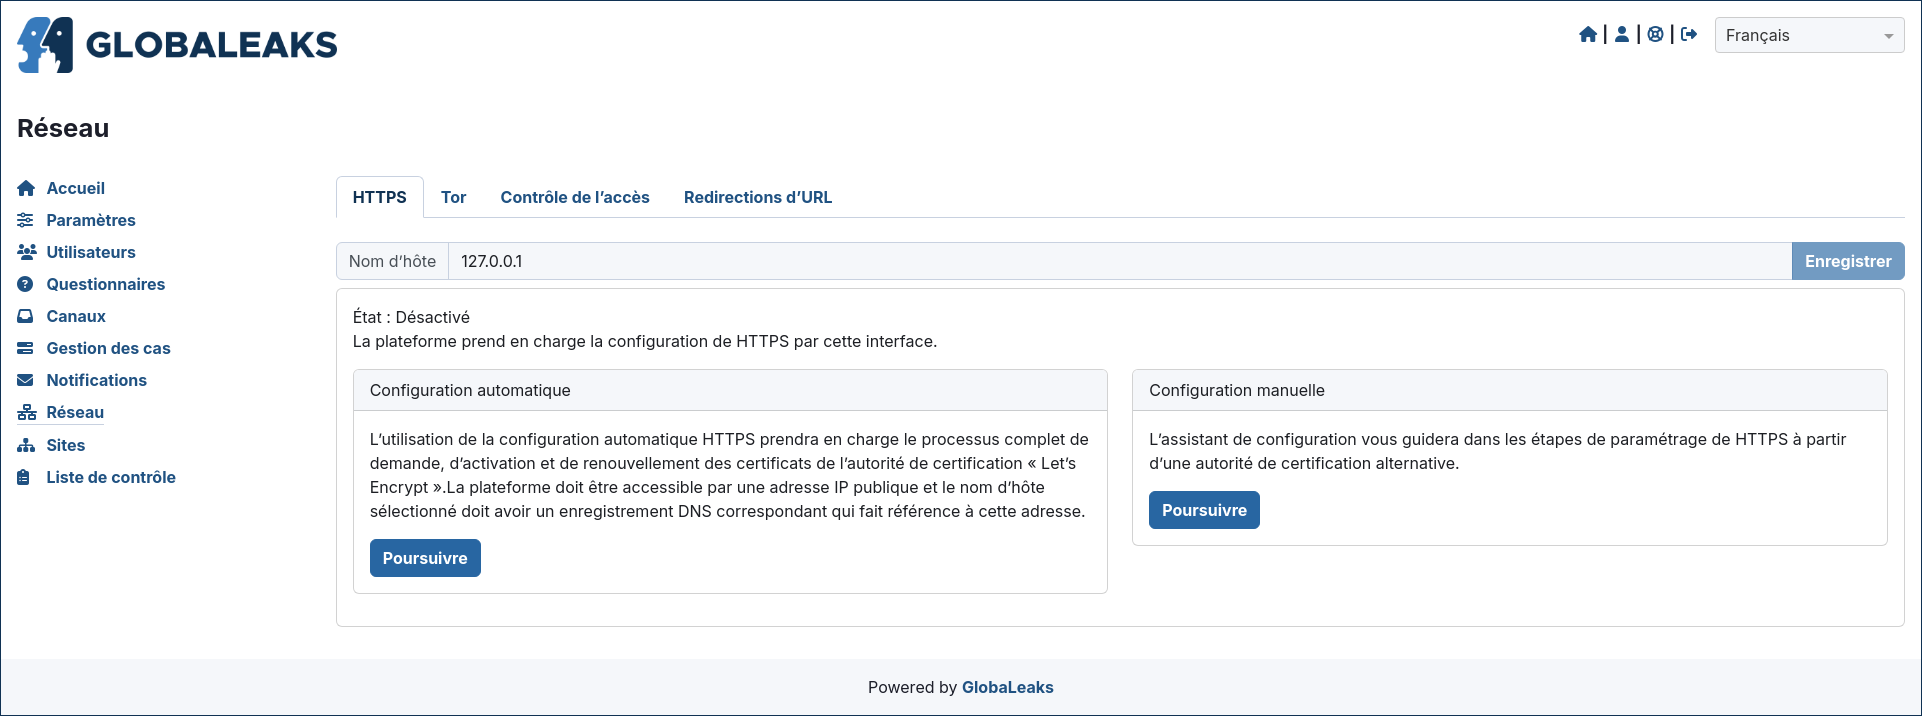 GLOBALEAKS
Français
Réseau
Accueil
Paramètres
Utilisateurs
Questionnaires
Canaux
Gestion des cas
Notifications
Réseau
Sites
Liste de contrôle
HTTPS Tor Contrôle de l’accès Redirections d’URL
Nom d’hôte 127.0.0.1 Enregistrer
État : Désactivé
La plateforme prend en charge la configuration de HTTPS par cette interface.
Configuration automatique
L’utilisation de la configuration automatique HTTPS prendra en charge le processus complet de
demande, d’activation et de renouvellement des certificats de l’autorité de certification « Let’s
Encrypt ».La plateforme doit être accessible par une adresse IP publique et le nom d’hôte
sélectionné doit avoir un enregistrement DNS correspondant qui fait référence à cette adresse.
Poursuivre
Configuration manuelle
L’assistant de configuration vous guidera dans les étapes de paramétrage de HTTPS à partir
d’une autorité de certification alternative.
Poursuivre
Powered by GlobaLeaks